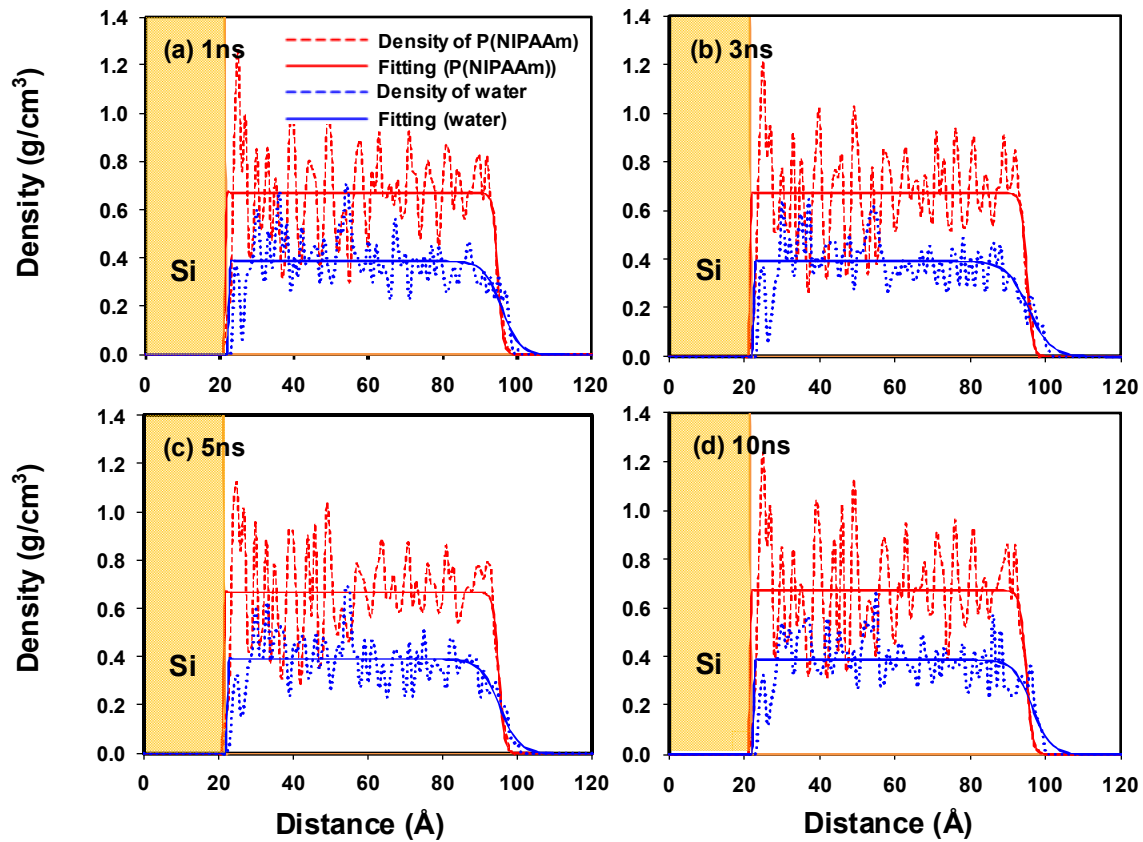 (a) 1ns
Density of P(NIPAAm)
Fitting (P(NIPAAm))
Density of water
Fitting (water)
Si
Density (g/cm³)
1.4
1.2
1.0
0.8
0.6
0.4
0.2
0.0
0 20 40 60 80 100 120
(b) 3ns
Si
1.4
1.2
1.0
0.8
0.6
0.4
0.2
0.0
0 20 40 60 80 100 120
(c) 5ns
Si
Density (g/cm³)
1.4
1.2
1.0
0.8
0.6
0.4
0.2
0.0
0 20 40 60 80 100 120
Distance (Å)
(d) 10ns
Si
1.4
1.2
1.0
0.8
0.6
0.4
0.2
0.0
0 20 40 60 80 100 120
Distance (Å)